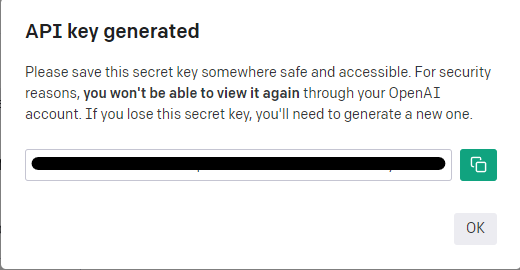 API key generated
Please save this secret key somewhere safe and accessible. For security
reasons, you won't be able to view it again through your OpenAI
account. If you lose this secret key, you'll need to generate a new one.
OK